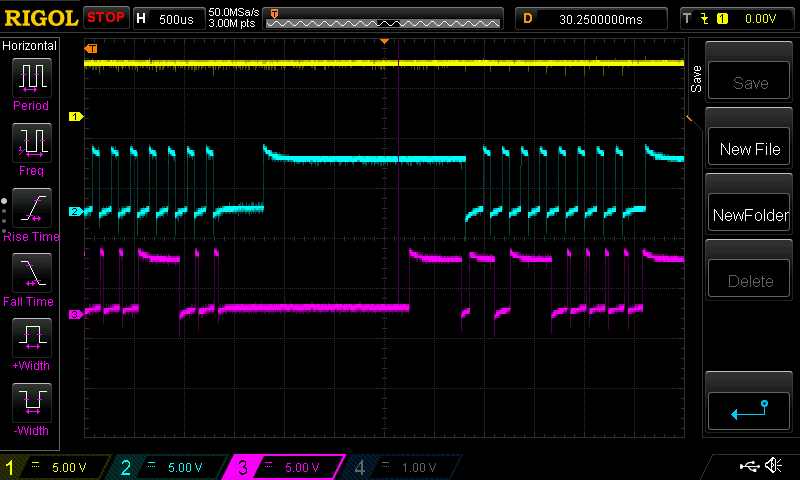 RIGOL STOP H 500us 50.0MSa/s 3.00M pts T D 30.2500000ms T 1 0.00V
Horizontal
Period
Freq
Rise Time
Fall Time
+Width
-Width
T
1
2
3
Save
Save
New File
NewFolder
Delete
1 5.00 V 2 5.00 V 3 5.00 V 4 1.00 V